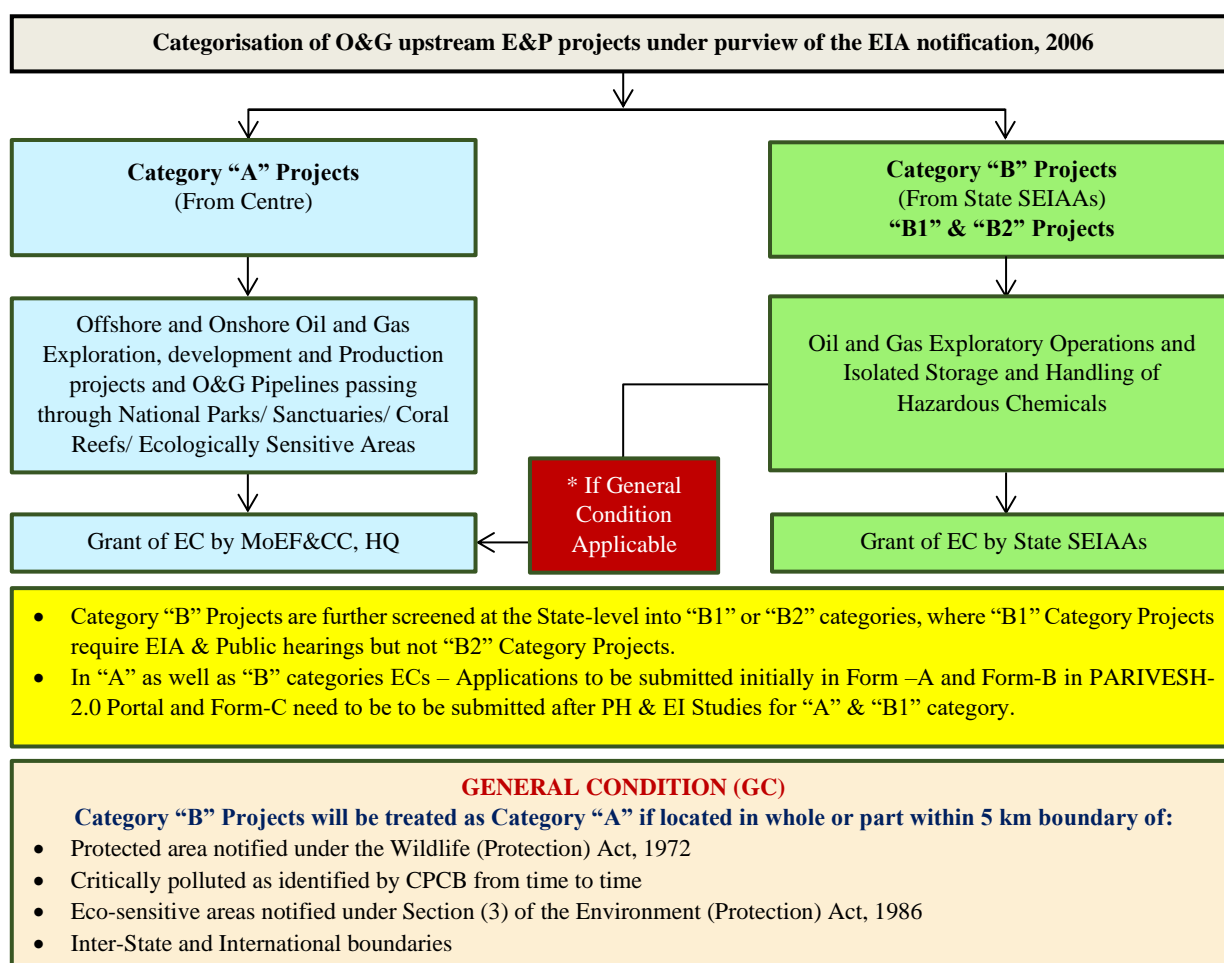 Categorisation of O&G upstream E&P projects under purview of the EIA notification, 2006
Category “A” Projects
(From Centre)
Category “B” Projects
(From State SEIAAs)
“B1” & “B2” Projects
Offshore and Onshore Oil and Gas
Exploration, development and Production
projects and O&G Pipelines passing
through National Parks/ Sanctuaries/ Coral
Reefs/ Ecologically Sensitive Areas
Oil and Gas Exploratory Operations and
Isolated Storage and Handling of
Hazardous Chemicals
* If General
Condition
Applicable
Grant of EC by MoEF&CC, HQ
Grant of EC by State SEIAAs
• Category “B” Projects are further screened at the State-level into “B1” or “B2” categories, where “B1” Category Projects
require EIA & Public hearings but not “B2” Category Projects.
• In “A” as well as “B” categories ECs – Applications to be submitted initially in Form –A and Form-B in PARIVESH-
2.0 Portal and Form-C need to be to be submitted after PH & EI Studies for “A” & “B1” category.
GENERAL CONDITION (GC)
Category “B” Projects will be treated as Category “A” if located in whole or part within 5 km boundary of:
• Protected area notified under the Wildlife (Protection) Act, 1972
• Critically polluted as identified by CPCB from time to time
• Eco-sensitive areas notified under Section (3) of the Environment (Protection) Act, 1986
• Inter-State and International boundaries